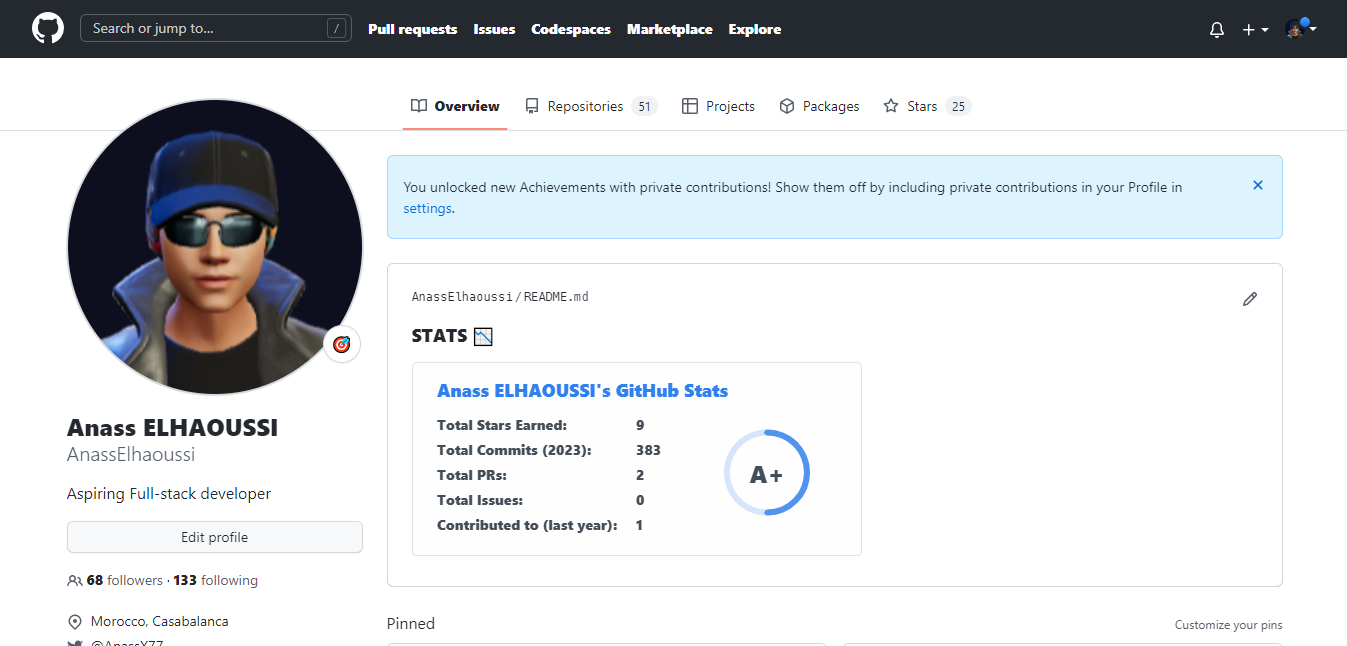 Search or jump to... /
Pull requests Issues Codespaces Marketplace Explore
Overview Repositories 51 Projects Packages Stars 25
You unlocked new Achievements with private contributions! Show them off by including private contributions in your Profile in
settings.
AnassElhaoussi/README.md
STATS
Anass ELHAOUSSI's GitHub Stats
Total Stars Earned: 9
Total Commits (2023): 383
Total PRs: 2
Total Issues: 0
Contributed to (last year): 1
A+
Anass ELHAOUSSI
AnassElhaoussi
Aspiring Full-stack developer
Edit profile
68 followers · 133 following
Morocco, Casabalanca
@AnassX77
Pinned
Customize your pins